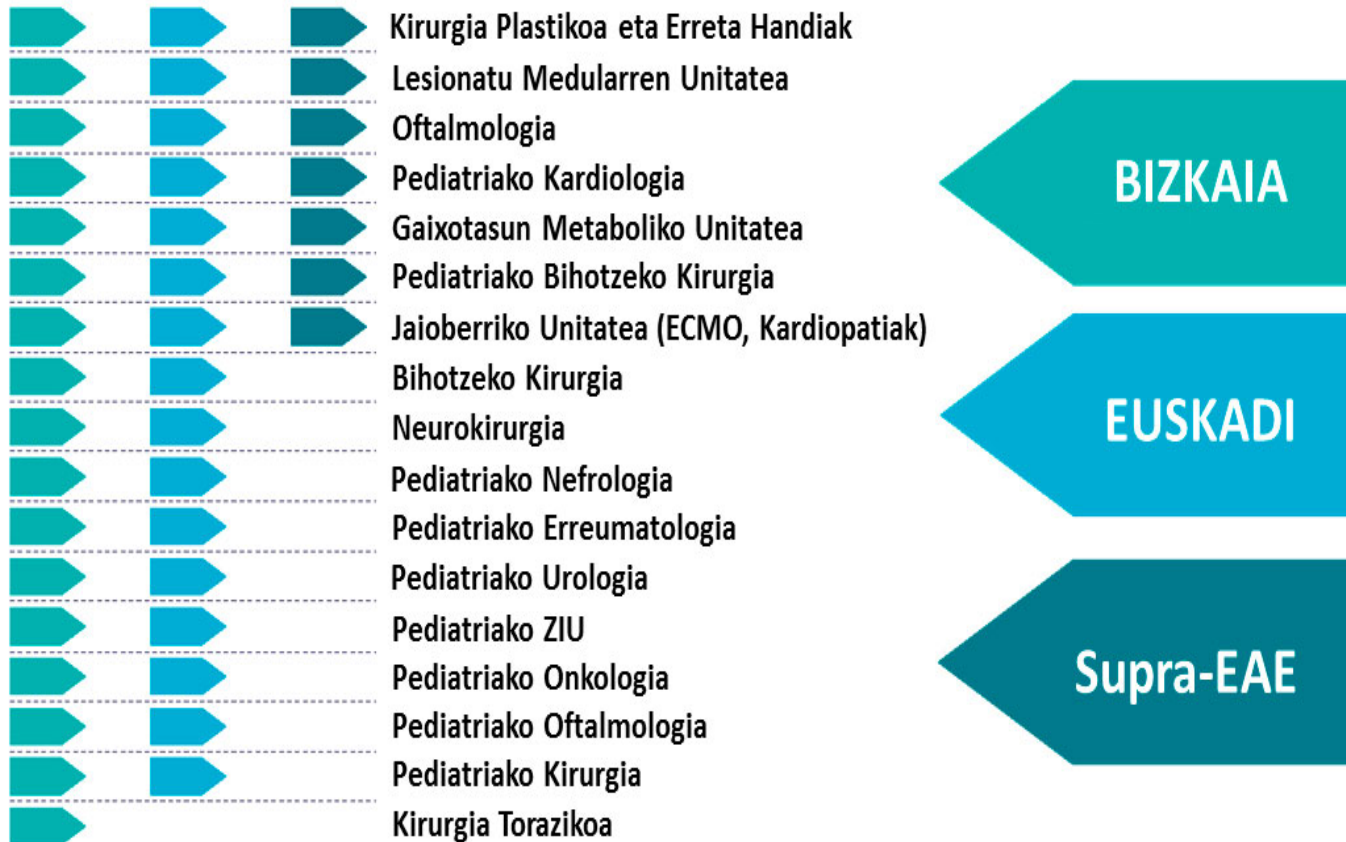 Kirurgia Plastikoa eta Erreta Handiak
Lesionatu Medularren Unitatea
Oftalmologia
Pediatriako Kardiologia
Gaixotasun Metaboliko Unitatea
Pediatriako Bihotzeko Kirurgia
Jaioberriko Unitatea (ECMO, Kardiopatiak)
Bihotzeko Kirurgia
Neurokirurgia
Pediatriako Nefrologia
Pediatriako Erreumatologia
Pediatriako Urologia
Pediatriako ZIU
Pediatriako Onkologia
Pediatriako Oftalmologia
Pediatriako Kirurgia
Kirurgia Torazikoa
BIZKAIA
EUSKADI
Supra-EAE